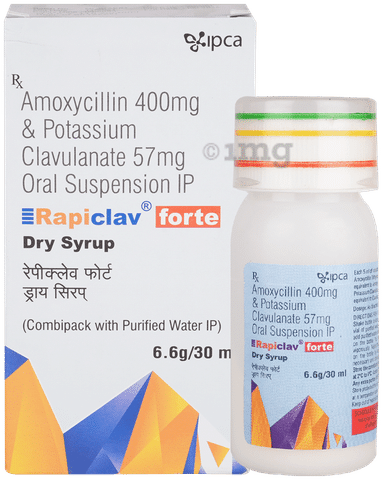 ipca
Rx
Amoxycillin 400mg
& Potassium
Clavulanate 57mg
Oral Suspension IP
Rapiclav® forte
Dry Syrup
रेपीक्लेव फोर्ट
ड्राय सिरप्
(Combipack with Purified Water IP)
6.6g/30 ml
1mg
Rx
ipca
Amoxycillin 400mg
& Potassium
Clavulanate 57mg
Oral Suspension IP
Rapiclav® forte
Dry Syrup
रेपीक्लेव फोर्ट
ड्राय सिरप्
6.6g/30 ml